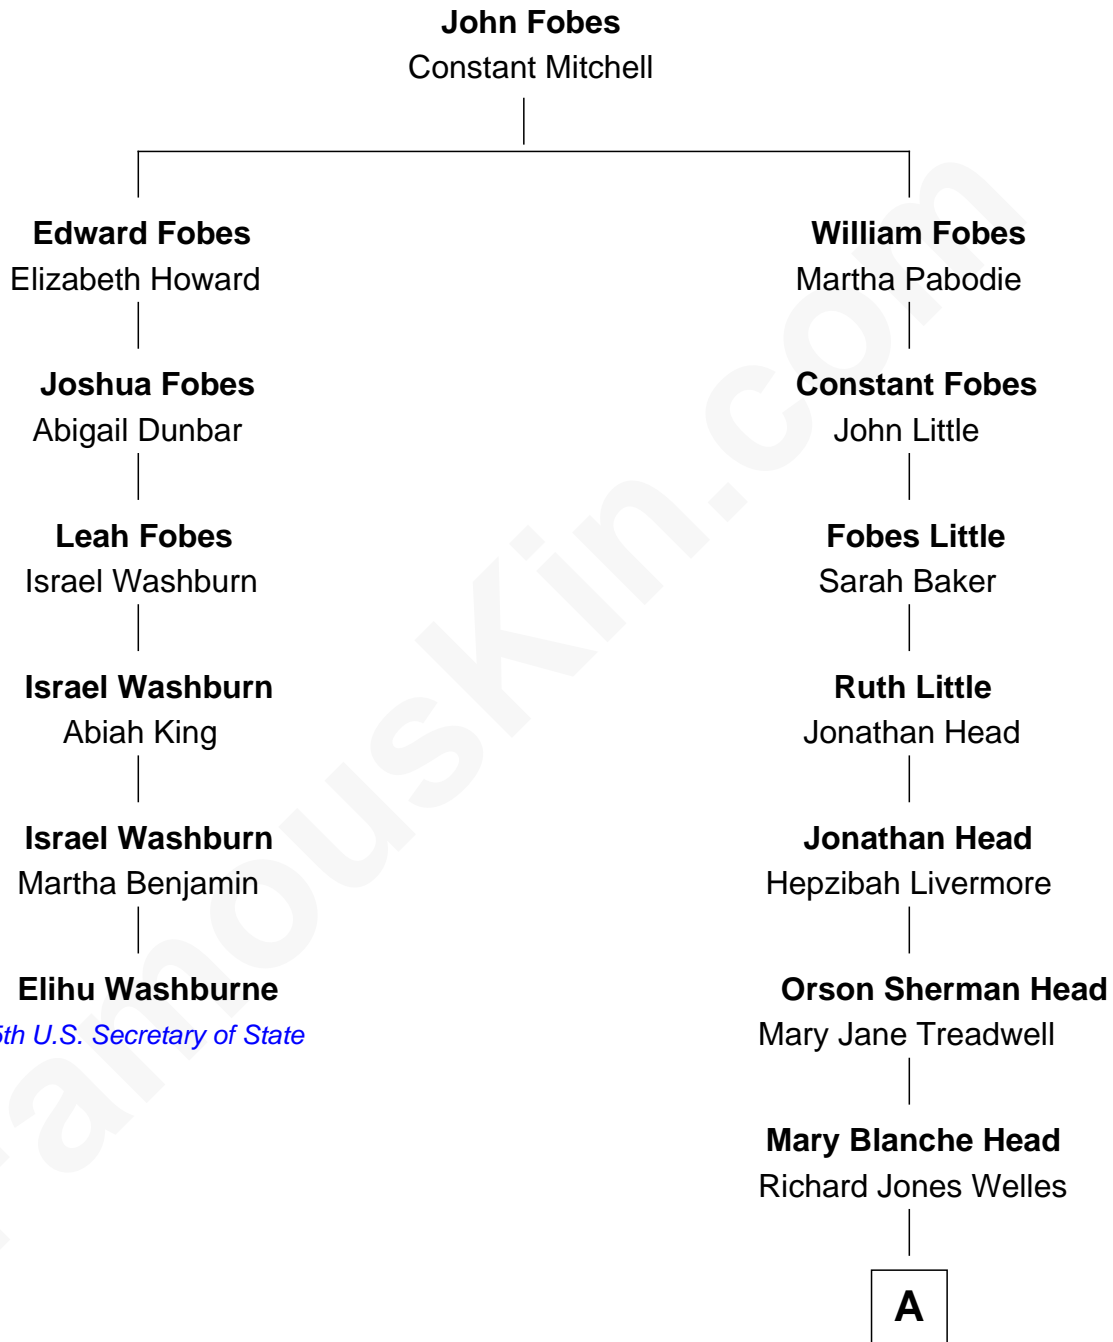 John Fobes
Constant Mitchell
Edward Fobes
Elizabeth Howard
William Fobes
Martha Pabodie
Joshua Fobes
Abigail Dunbar
Constant Fobes
John Little
Leah Fobes
Israel Washburn
Fobes Little
Sarah Baker
Israel Washburn
Abiah King
Ruth Little
Jonathan Head
Israel Washburn
Martha Benjamin
Jonathan Head
Hepzibah Livermore
Elihu Washburne
5th U.S. Secretary of State
Orson Sherman Head
Mary Jane Treadwell
Mary Blanche Head
Richard Jones Welles
A
FamousKin.com